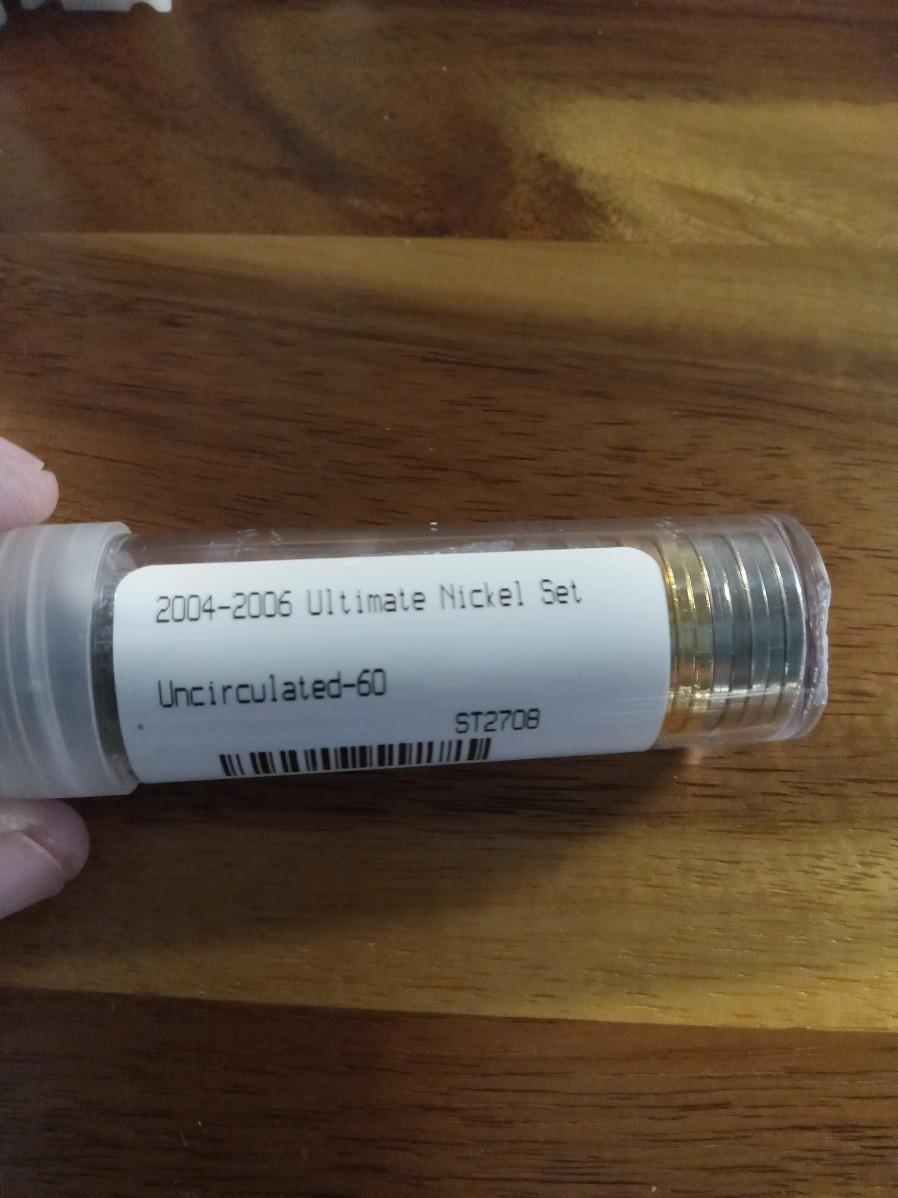 2004-2006 Ultimate Nickel Set
Uncirculated-60
ST2708